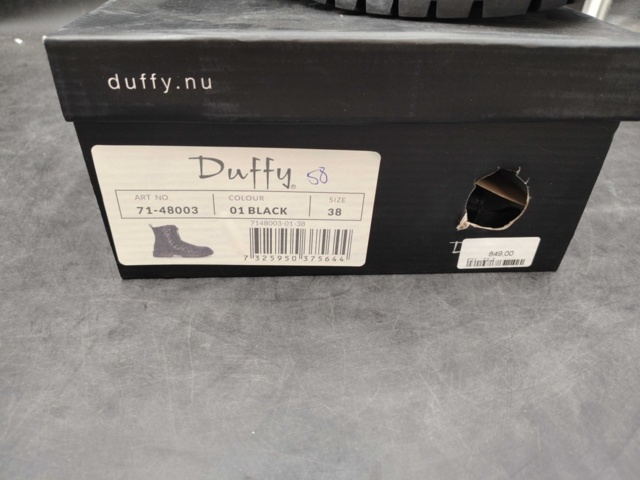 duffy.nu
Duffy® 58
ART NO. COLOUR SIZE
71-48003 01 BLACK 38
7148003-01-38
7 325950 375644
D
849.00